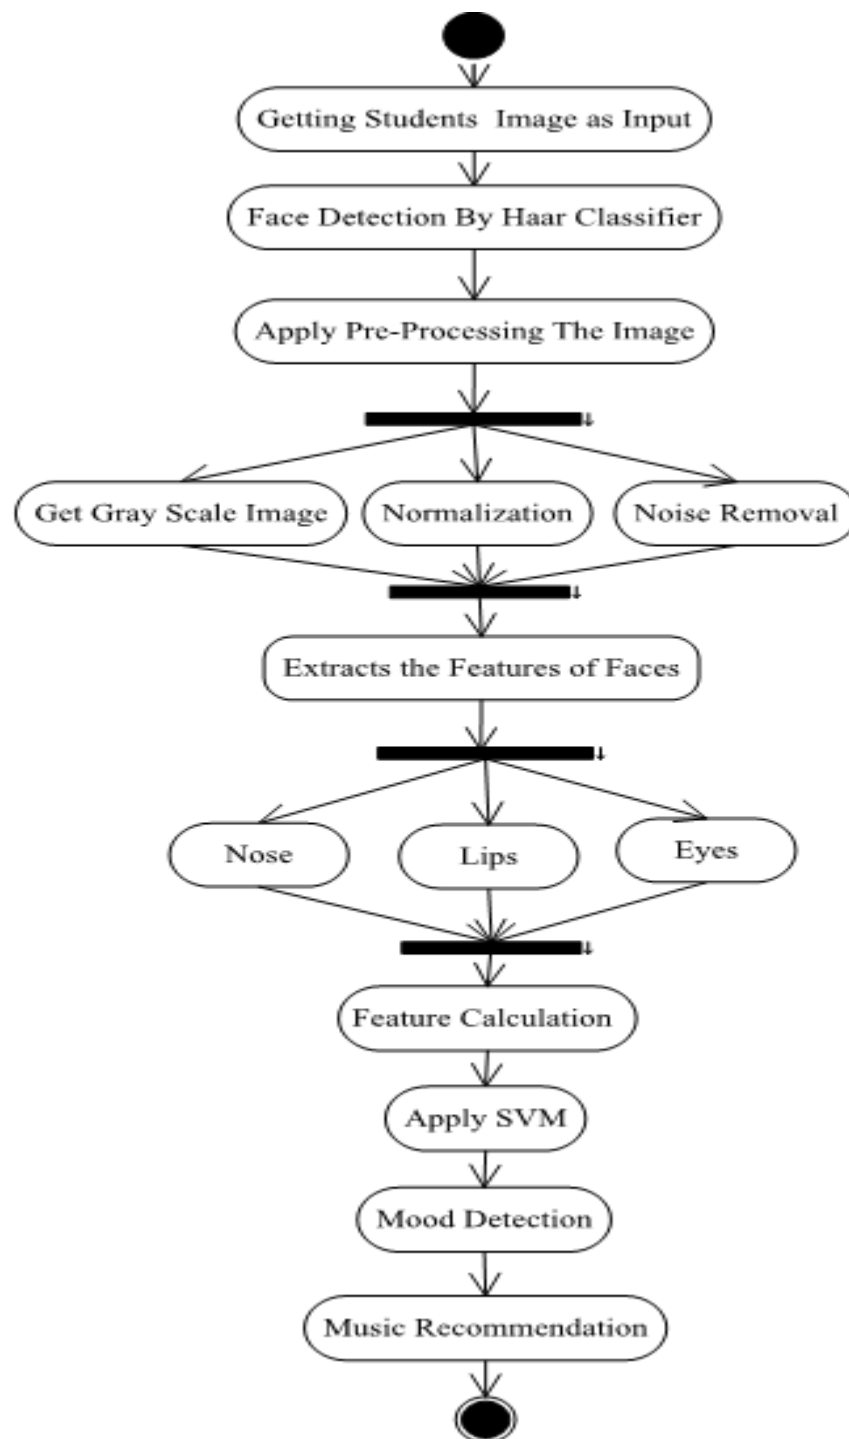 Getting Students  Image as Input
Face Detection By Haar Classifier
Apply Pre-Processing The Image
Get Gray Scale Image
Normalization
Noise Removal
Extracts the Features of Faces
Nose
Lips
Eyes
Feature Calculation
Apply SVM
Mood Detection
Music Recommendation